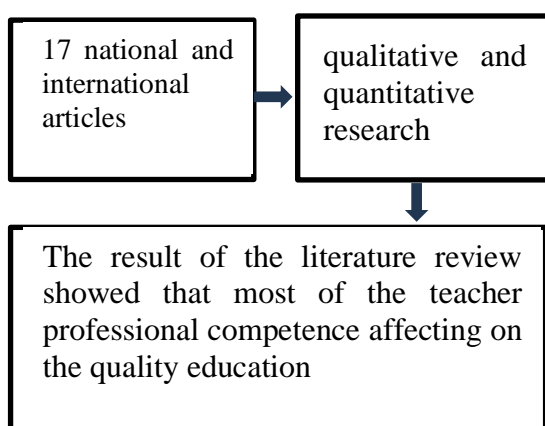 17 national and
international
articles
qualitative and
quantitative
research
The result of the literature review
showed that most of the teacher
professional competence affecting on
the quality education